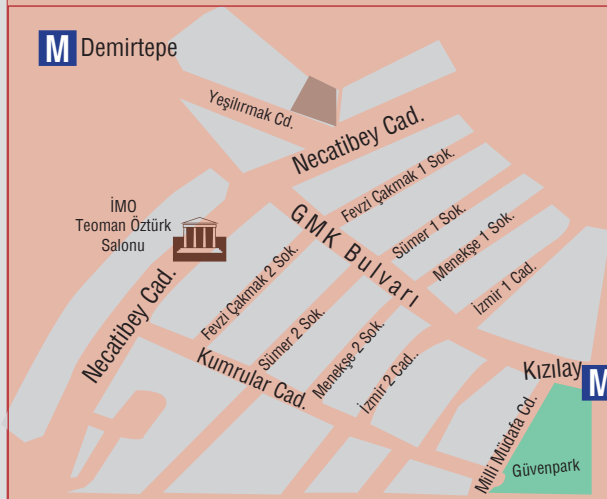 M Demirtepe
Yeşilırmak Cd.
Necatibey Cad.
Fevzi Çakmak 1 Sok.
Sümer 1 Sok.
Menekşe 1 Sok.
İzmir 1 Cad.
GMK Bulvarı
İMO
Teoman Öztürk
Salonu
Necatibey Cad.
Fevzi Çakmak 2 Sok.
Sümer 2 Sok.
Menekşe 2 Sok.
İzmir 2 Cad..
Kumrular Cad.
Kızılay M
Milli Müdafa Cd.
Güvenpark